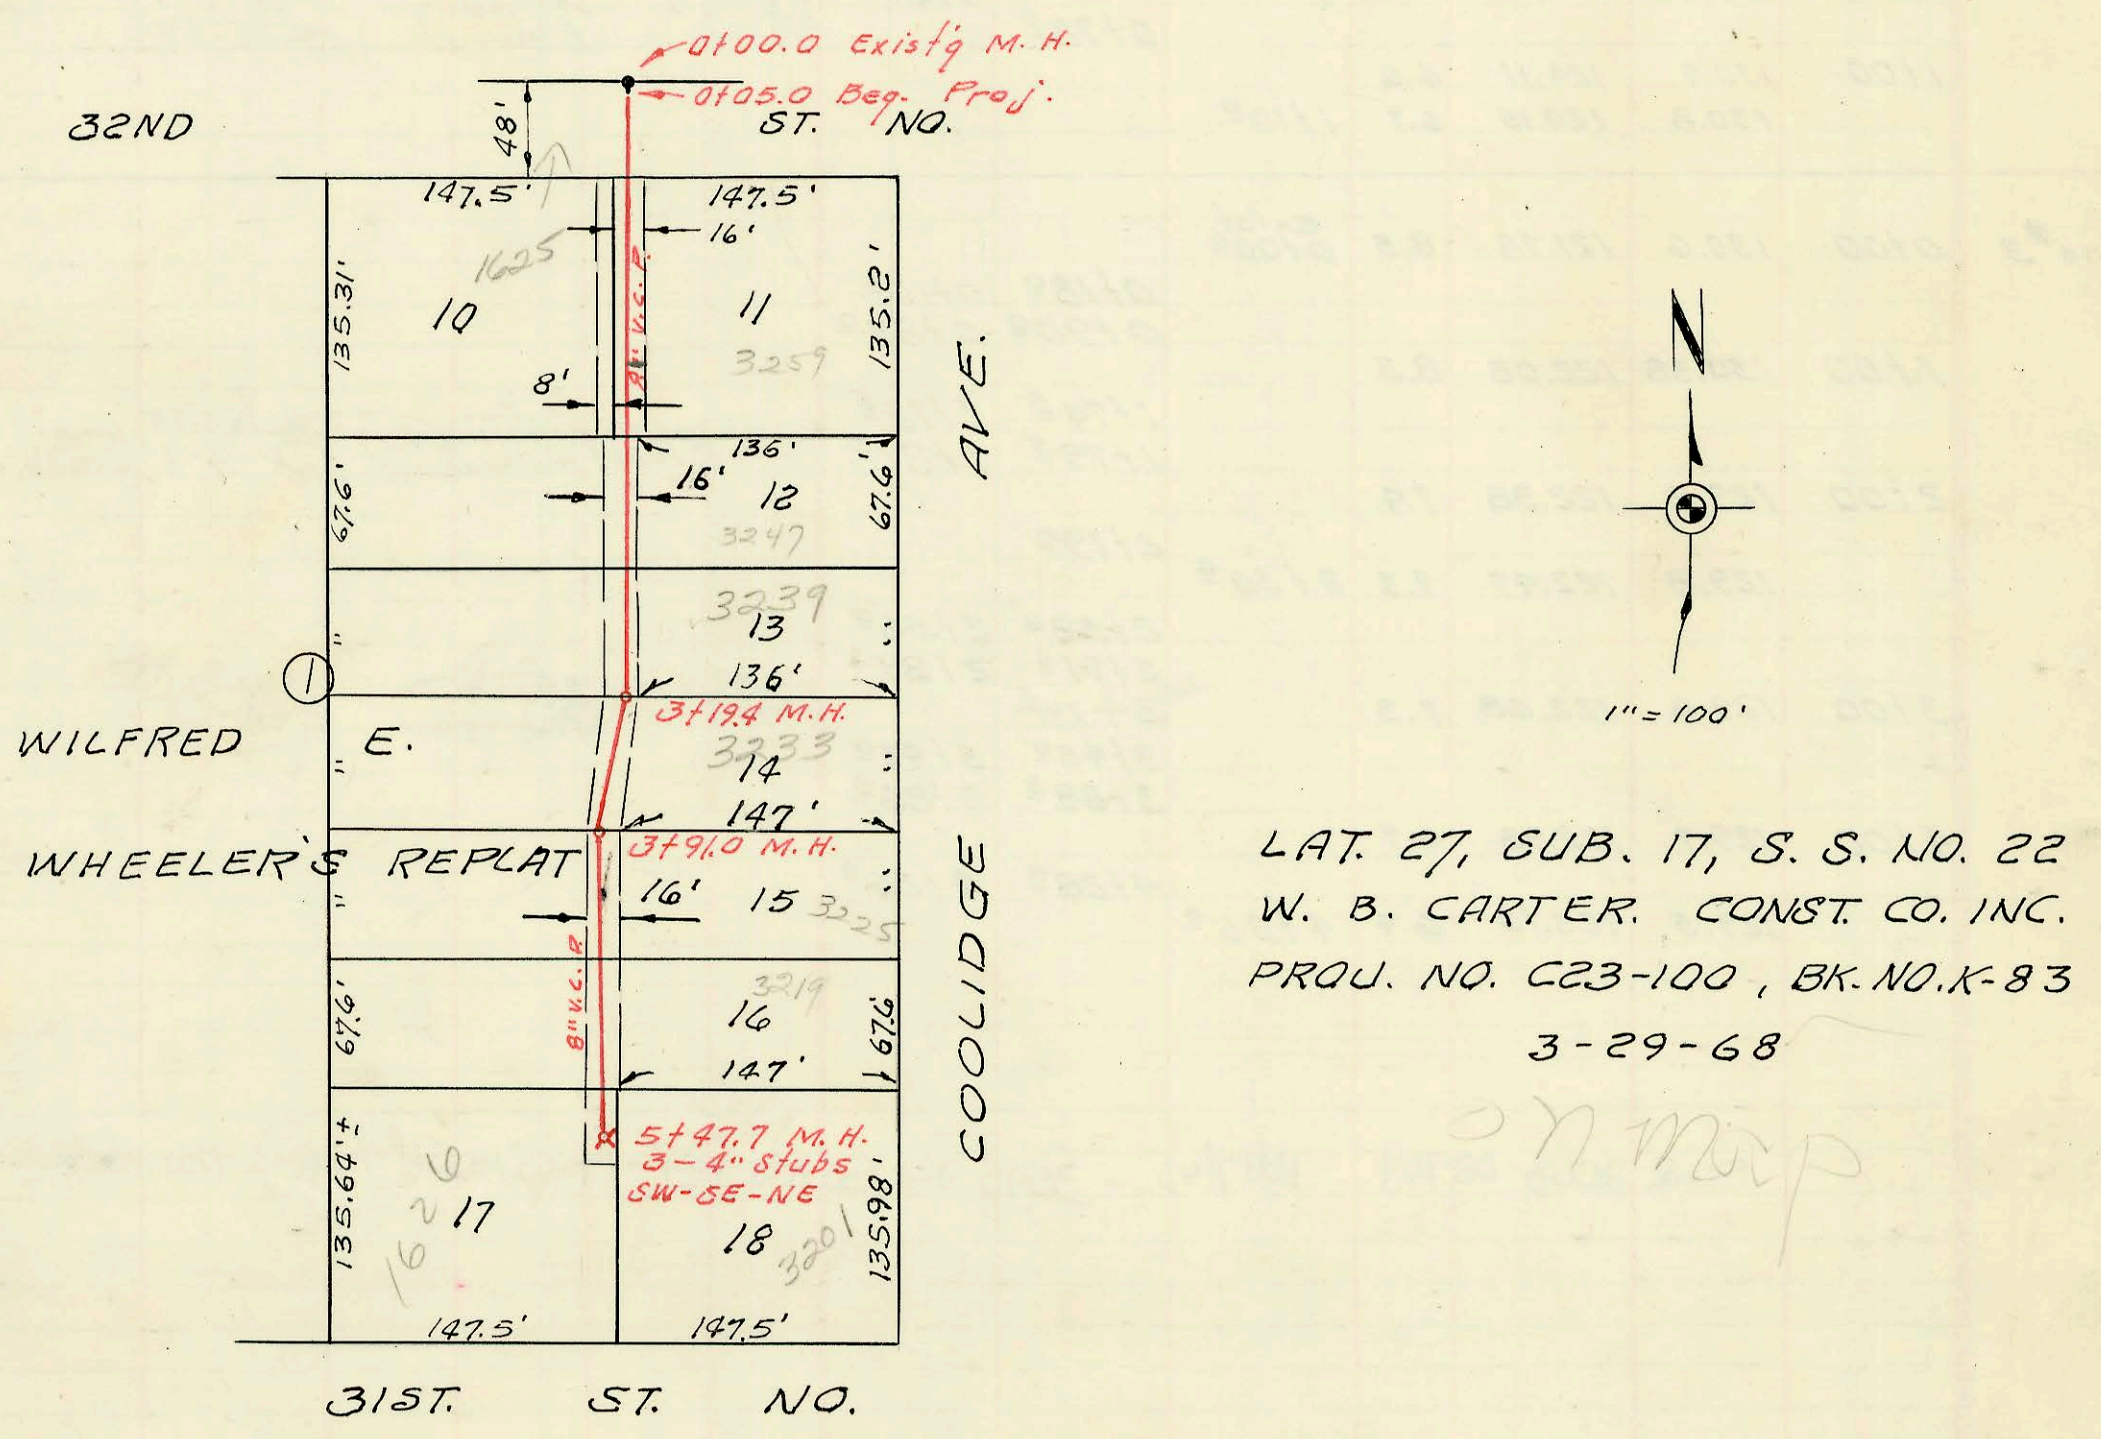 0+00.0 Exist'g M. H.
0+05.0 Beg. Proj.
32ND ST. NO.
48'
147.5' 147.5'
16'
1625
135.31'
10
11
135.2'
8" V.C.P.
3259
8'
AVE.
136'
67.6'
16'
12
67.6'
3247
3239
" 13 "
1
136'
3+19.4 M.H.
WILFRED E.
3233
" 14 "
147'
3+91.0 M.H.
WHEELER'S REPLAT
" 16' 15 "
3225
8" V.C.P.
3219
67.6'
16
67.6'
147'
COOLIDGE
5+47.7 M.H.
3-4" Stubs
SW-SE-NE
135.64'±
1626
17
18
3201
135.98'
147.5' 147.5'
31ST. ST. NO.
N
1" = 100'
LAT. 27, SUB. 17, S. S. NO. 22
W. B. CARTER. CONST. CO. INC.
PROJ. NO. C23-100, BK. NO. K-83
3-29-68
on map